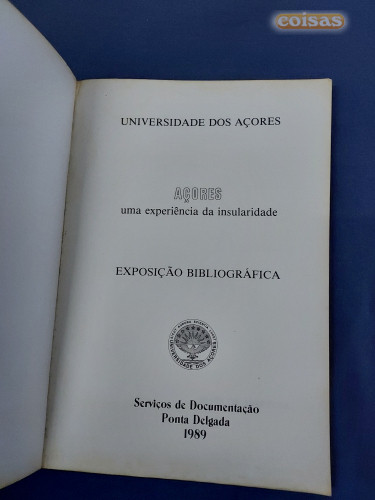 coisas
UNIVERSIDADE DOS AÇORES
AÇORES
uma experiência da insularidade
EXPOSIÇÃO BIBLIOGRÁFICA
UNIVERSIDADE DOS AÇORES
Serviços de Documentação
Ponta Delgada
1989